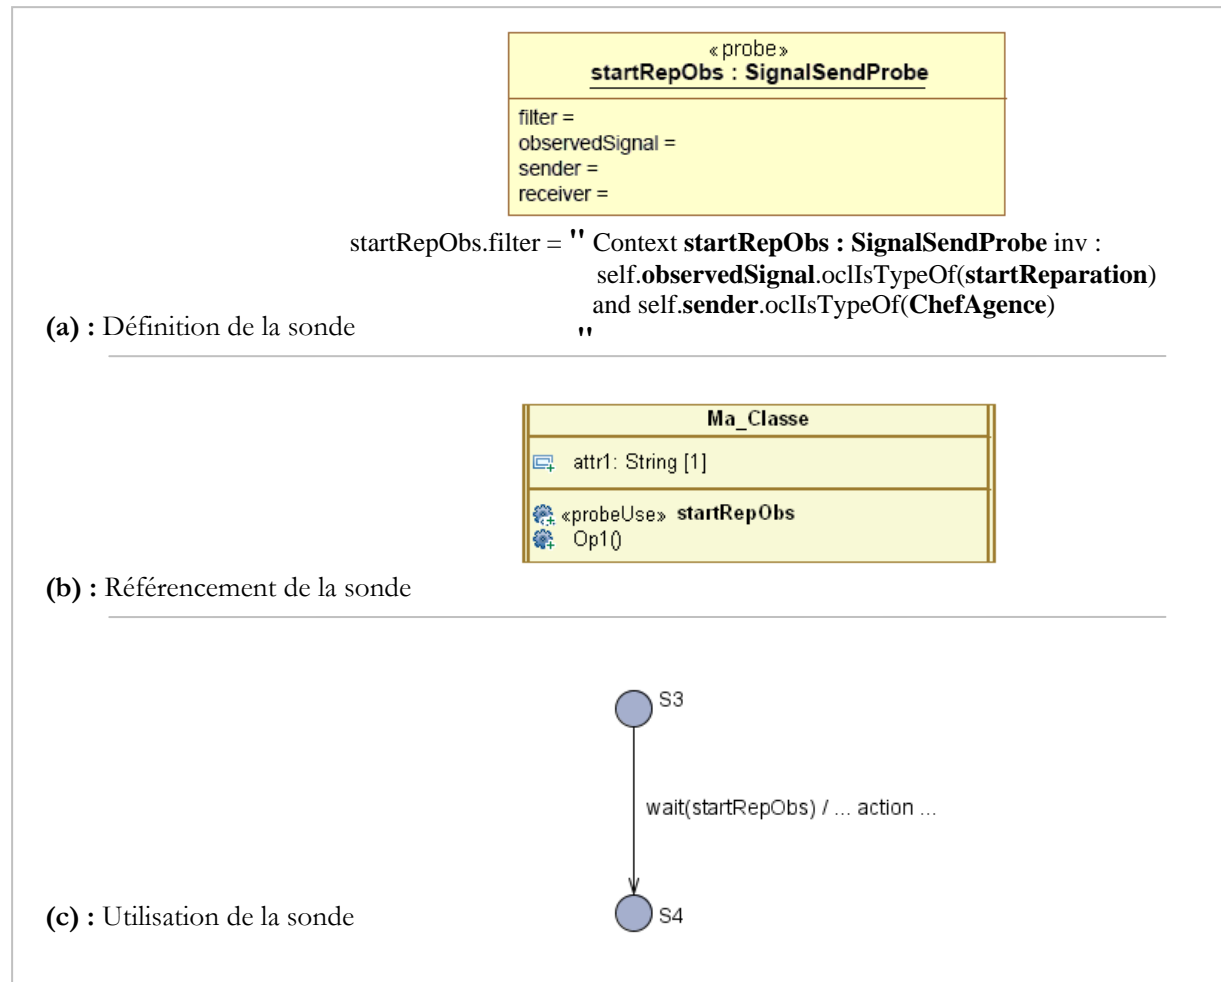 «probe»
startRepObs : SignalSendProbe
filter =
observedSignal =
sender =
receiver =
startRepObs.filter = " Context startRepObs : SignalSendProbe inv :
self.observedSignal.oclIsTypeOf(startReparation)
and self.sender.oclIsTypeOf(ChefAgence)
"
(a) : Définition de la sonde
Ma_Classe
attr1: String [1]
«probeUse» startRepObs
Op1()
(b) : Référencement de la sonde
S3
wait(startRepObs) / ... action ...
S4
(c) : Utilisation de la sonde